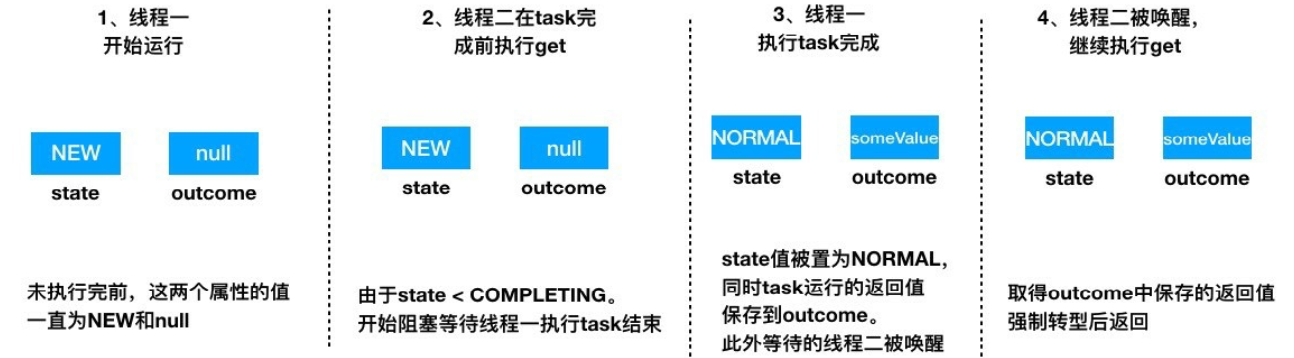 1、线程一
开始运行
NEW
null
state
outcome
未执行完前，这两个属性的值
一直为NEW和null
2、线程二在task完
成前执行get
NEW
null
state
outcome
由于state < COMPLETING。
开始阻塞等待线程一执行task结束
3、线程一
执行task完成
NORMAL
someValue
state
outcome
state值被置为NORMAL，
同时task运行的返回值
保存到outcome。
此外等待的线程二被唤醒
4、线程二被唤醒，
继续执行get
NORMAL
someValue
state
outcome
取得outcome中保存的返回值
强制转型后返回